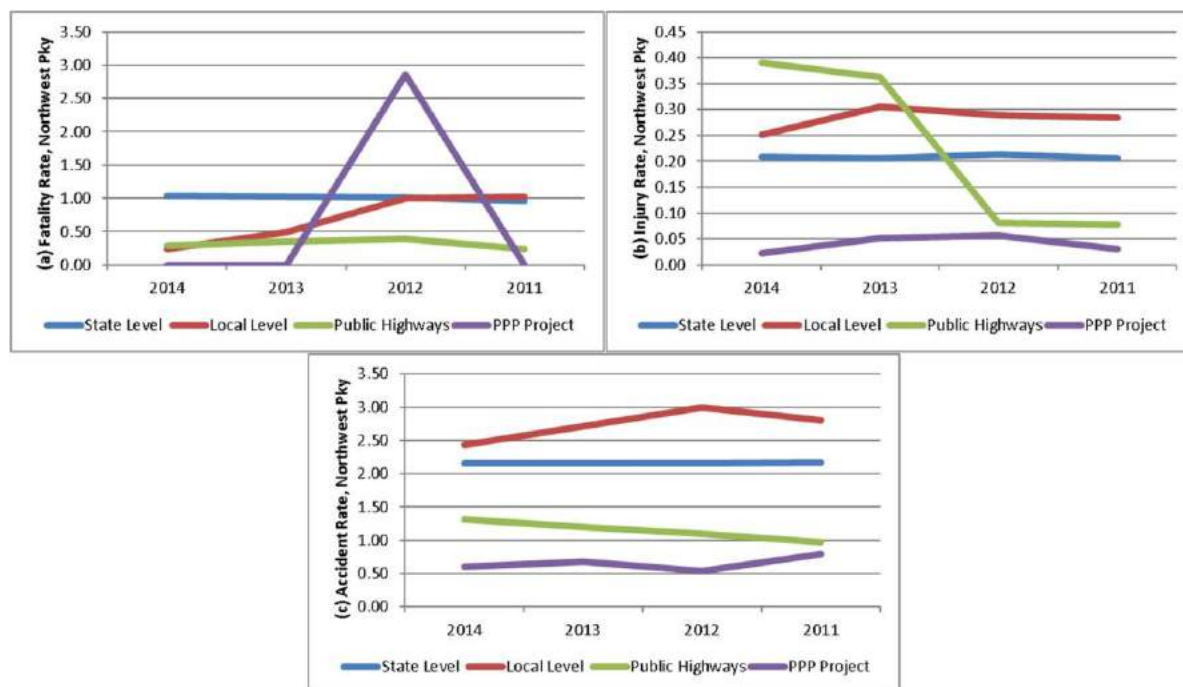 (a) Fatality Rate, Northwest Pky
3.50
3.00
2.50
2.00
1.50
1.00
0.50
0.00
2014 2013 2012 2011
State Level Local Level Public Highways PPP Project
(b) Injury Rate, Northwest Pky
0.45
0.40
0.35
0.30
0.25
0.20
0.15
0.10
0.05
0.00
2014 2013 2012 2011
State Level Local Level Public Highways PPP Project
(c) Accident Rate, Northwest Pky
3.50
3.00
2.50
2.00
1.50
1.00
0.50
0.00
2014 2013 2012 2011
State Level Local Level Public Highways PPP Project